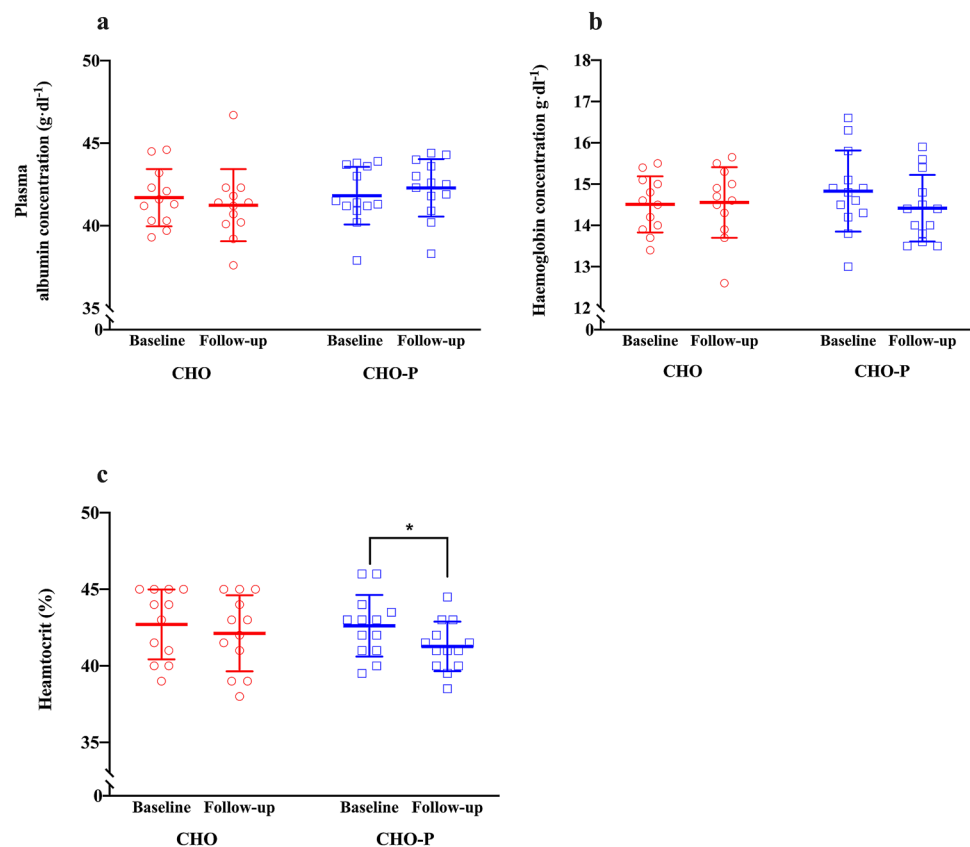 a
50
45
40
35
0
Plasma
albumin concentration (g·dl⁻¹)
Baseline Follow-up Baseline Follow-up
CHO CHO-P
b
18
17
16
15
14
13
12
0
Haemoglobin concentration g·dl⁻¹)
Baseline Follow-up Baseline Follow-up
CHO CHO-P
c
50
45
40
35
0
Heamtocrit (%)
*
Baseline Follow-up Baseline Follow-up
CHO CHO-P